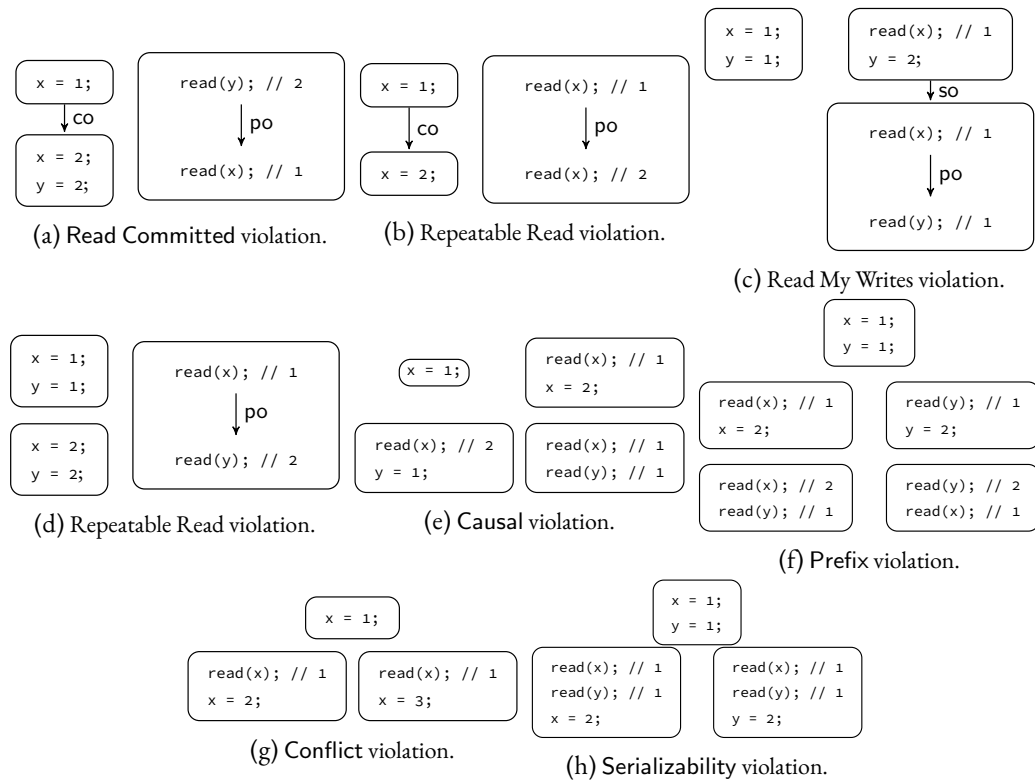 x = 1;
co
x = 2;
y = 2;
read(y); // 2
po
read(x); // 1
(a) Read Committed violation.
x = 1;
co
x = 2;
read(x); // 1
po
read(x); // 2
(b) Repeatable Read violation.
x = 1;
y = 1;
read(x); // 1
y = 2;
so
read(x); // 1
po
read(y); // 1
(c) Read My Writes violation.
x = 1;
y = 1;
x = 2;
y = 2;
read(x); // 1
po
read(y); // 2
(d) Repeatable Read violation.
x = 1;
read(x); // 1
x = 2;
read(x); // 2
y = 1;
read(x); // 1
read(y); // 1
(e) Causal violation.
x = 1;
y = 1;
read(x); // 1
x = 2;
read(y); // 1
y = 2;
read(x); // 2
read(y); // 1
read(y); // 2
read(x); // 1
(f) Prefix violation.
x = 1;
read(x); // 1
x = 2;
read(x); // 1
x = 3;
(g) Conflict violation.
x = 1;
y = 1;
read(x); // 1
read(y); // 1
x = 2;
read(x); // 1
read(y); // 1
y = 2;
(h) Serializability violation.